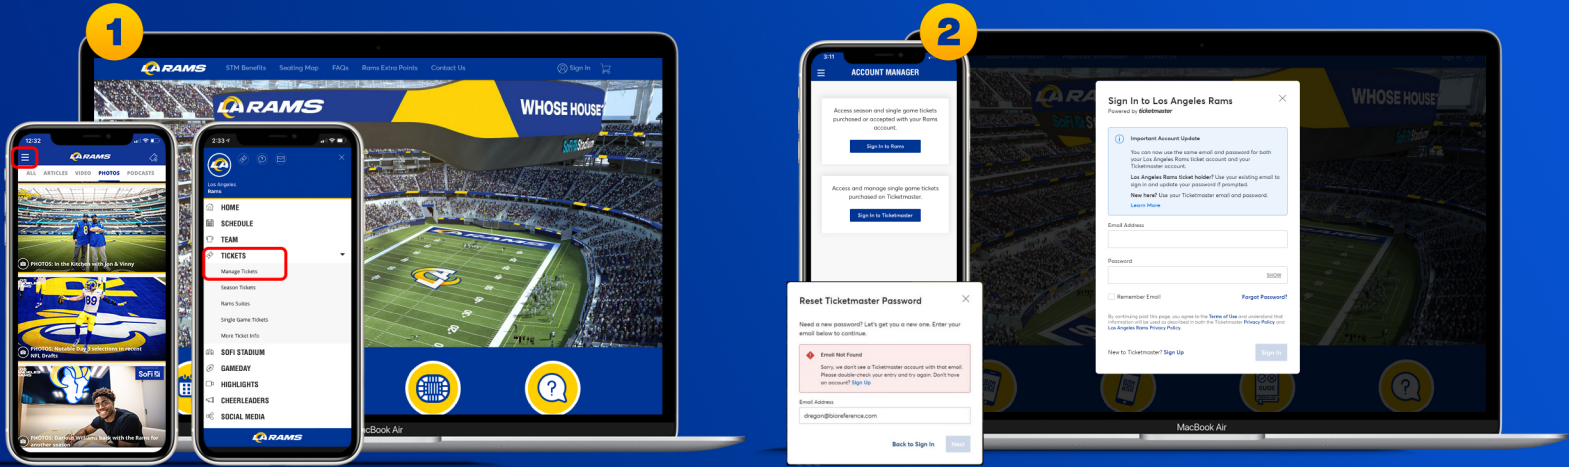 1
LA RAMS
STM Benefits
Seating Map
FAQs
Rams Extra Points
Contact Us
Sign In
LA RAMS
WHOSE HOUSE?
SoFi Stadium
12:32
LA RAMS
ALL
ARTICLES
VIDEO
PHOTOS
PODCASTS
PHOTOS: In the Kitchen with Jon & Vinny
89
PHOTOS: Notable Day 3 selections in recent
NFL Drafts
SoFi
PHOTOS: Darious Williams back with the Rams for
another season
2:33
Los Angeles
Rams
HOME
SCHEDULE
TEAM
TICKETS
Manage Tickets
Season Tickets
Rams Suites
Single Game Tickets
More Ticket Info
SOFI STADIUM
GAMEDAY
HIGHLIGHTS
CHEERLEADERS
SOCIAL MEDIA
LA RAMS
?
cBook Air
2
3:11
ACCOUNT MANAGER
Access season and single game tickets
purchased or accepted with your Rams
account.
Sign In to Rams
Access and manage single game tickets
purchased on Ticketmaster.
Sign In to Ticketmaster
Reset Ticketmaster Password
Need a new password? Let's get you a new one. Enter your
email below to continue.
Email Not Found
Sorry, we don't see a Ticketmaster account with that email.
Please double-check your entry and try again. Don't have
an account? Sign Up
Email Address
dregan@bioreference.com
Back to Sign In
Next
WHOSE HOUSE?
Sign In to Los Angeles Rams
Powered by ticketmaster
Important Account Update
You can now use the same email and password for both
your Los Angeles Rams ticket account and your
Ticketmaster account.
Los Angeles Rams ticket holder? Use your existing email to
sign in and update your password if prompted.
New here? Use your Ticketmaster email and password.
Learn More
Email Address
Password
SHOW
Remember Email
Forgot Password?
By continuing past this page, you agree to the Terms of Use and understand that
information will be used as described in both the Ticketmaster Privacy Policy and
Los Angeles Rams Privacy Policy.
New to Ticketmaster? Sign Up
Sign In
GUIDE
?
MacBook Air